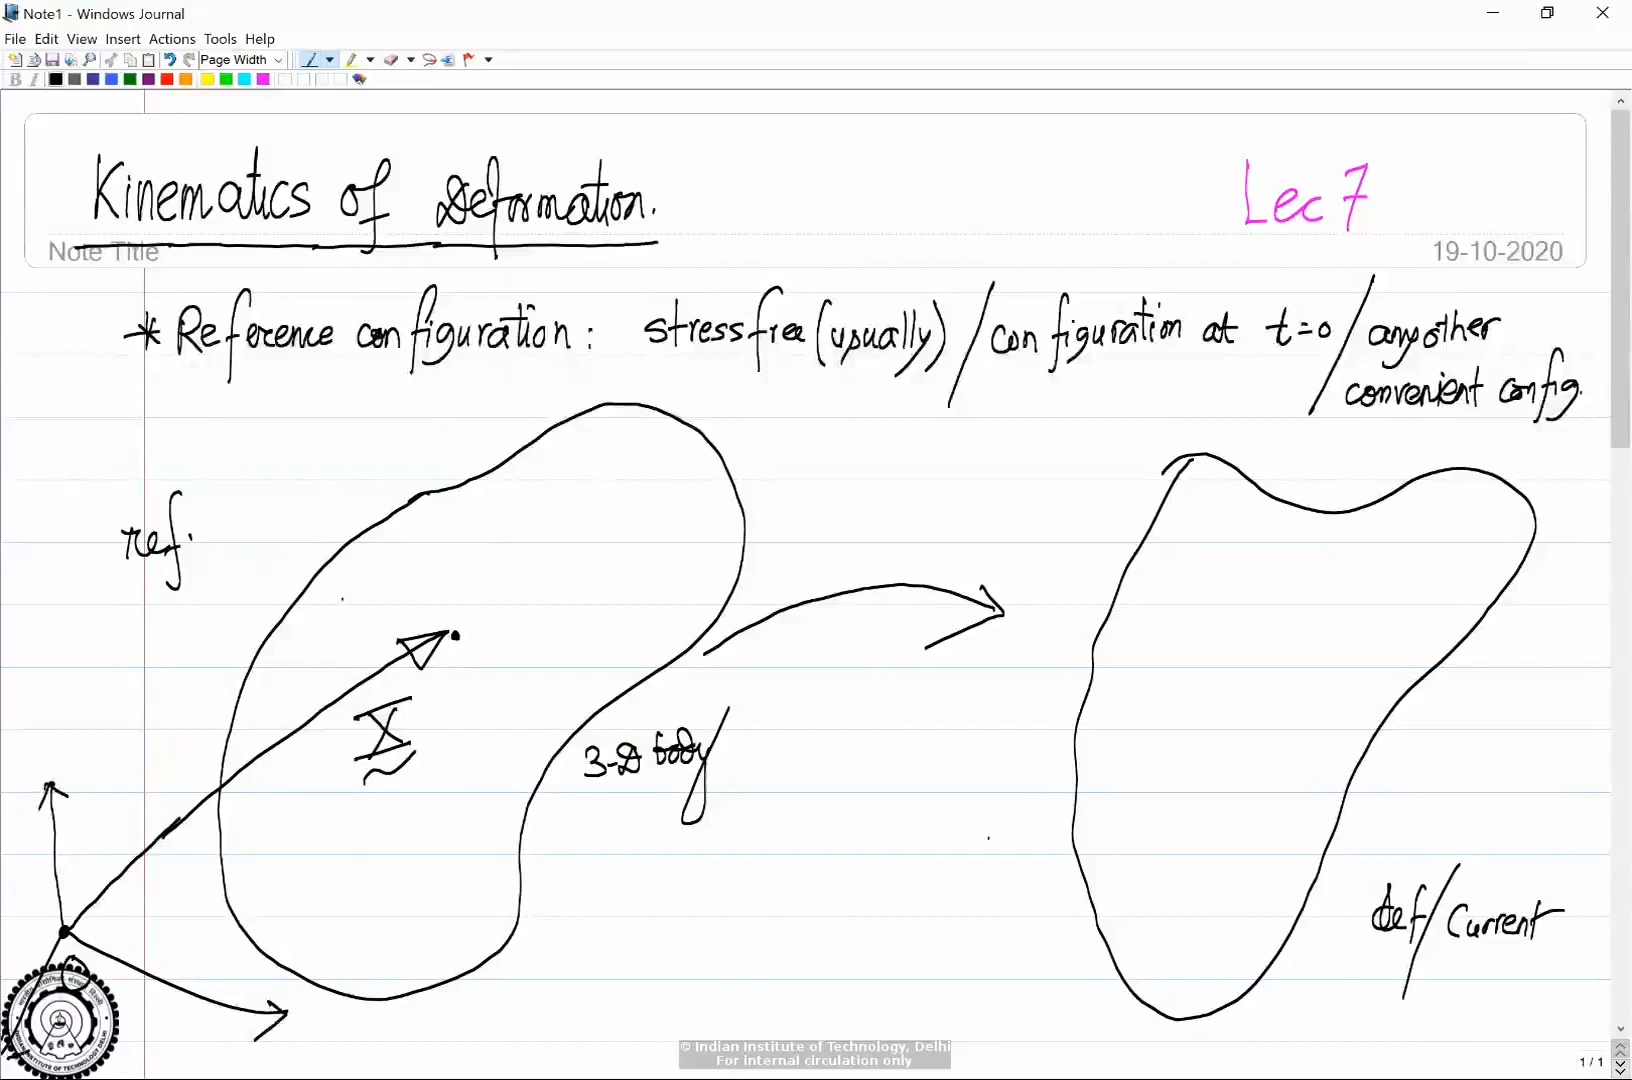 Note1 - Windows Journal
File Edit View Insert Actions Tools Help
Page Width
B I
Kinematics of Deformation.
Lec 7
Note Title
19-10-2020
* Reference configuration: stressfree (usually) / configuration at t=0 / any other
convenient config.
ref.
X
3-D body
def/Current
© Indian Institute of Technology, Delhi
For internal circulation only
1 / 1